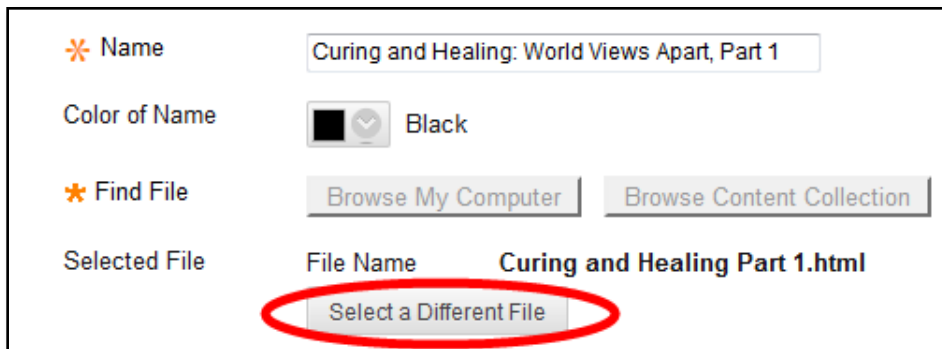 Name Curing and Healing: World Views Apart, Part 1
Color of Name Black
Find File Browse My Computer Browse Content Collection
Selected File File Name Curing and Healing Part 1.html
Select a Different File